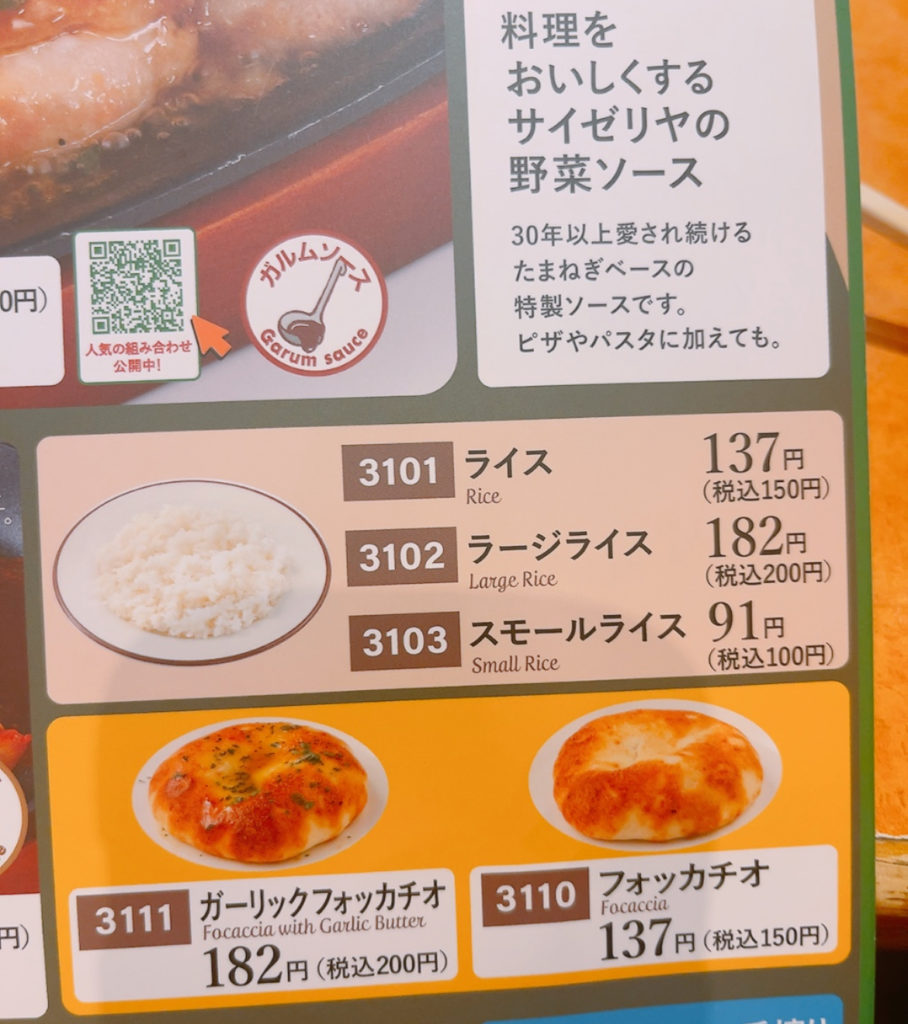 料理を
おいしくする
サイゼリヤの
野菜ソース
30年以上愛され続ける
たまねぎベースの
特製ソースです。
ピザやパスタに加えても。
0円)
人気の組み合わせ
公開中!
ガルムソース
Garum sauce
。
3101 ライス 137円
Rice (税込150円)
3102 ラージライス 182円
Large Rice (税込200円)
3103 スモールライス 91円
Small Rice (税込100円)
円)
3111 ガーリックフォッカチオ
Focaccia with Garlic Butter
182円 (税込200円)
3110 フォッカチオ
Focaccia
137円 (税込150円)